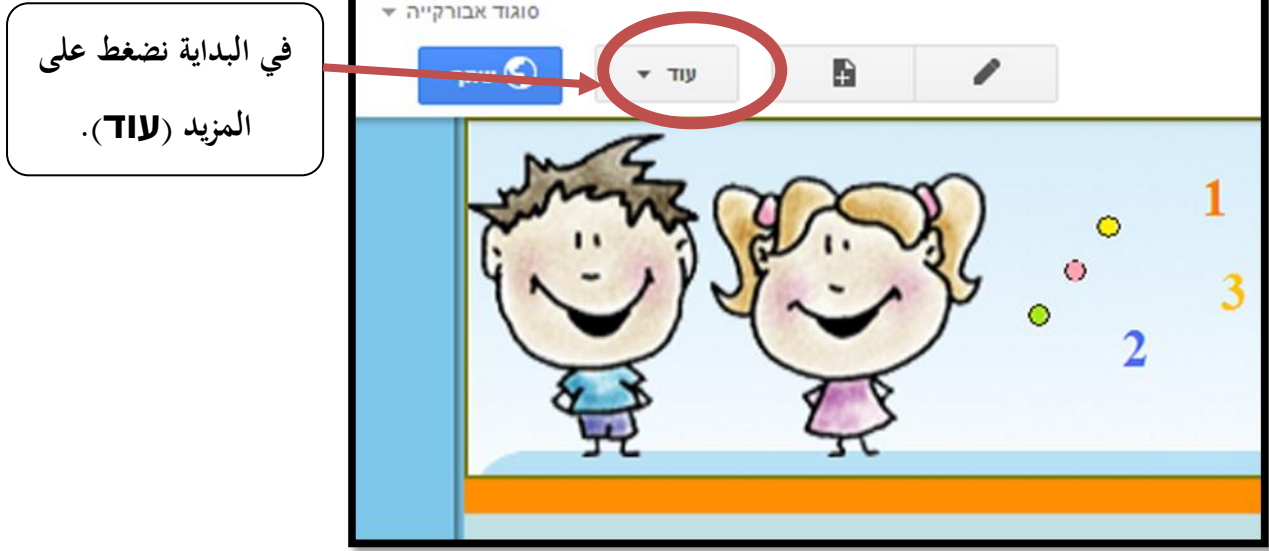 في البداية نضغط على
المزيد (עוד).
סוגוד אבורקייה
עוד
1
3
2